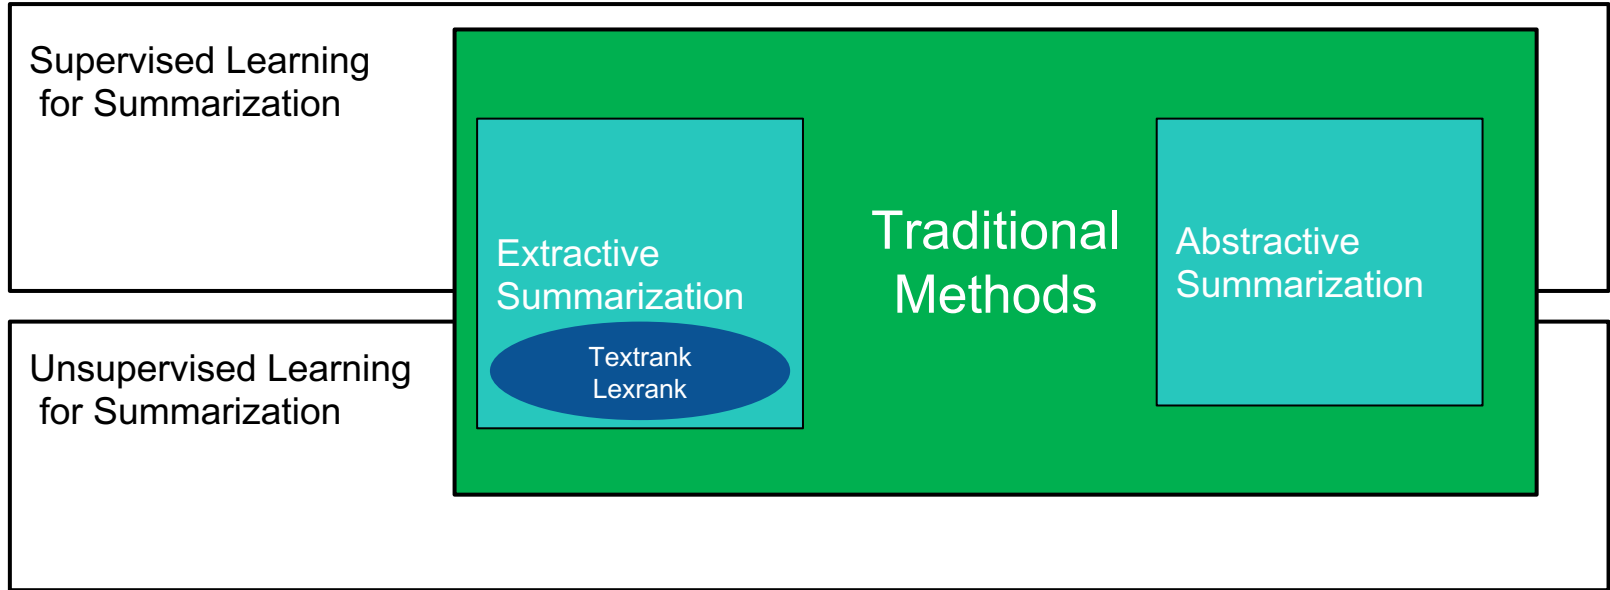 Supervised Learning
for Summarization
Extractive
Summarization
Textrank
Lexrank
Traditional
Methods
Abstractive
Summarization
Unsupervised Learning
for Summarization